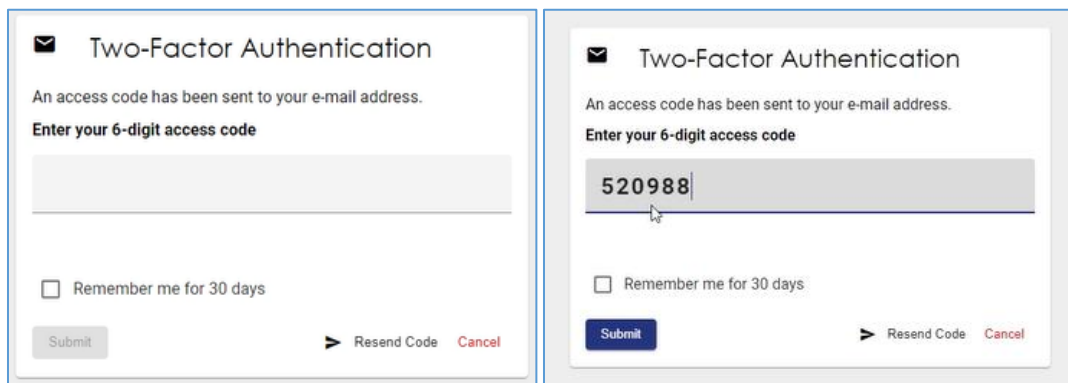 Two-Factor Authentication
An access code has been sent to your e-mail address.
Enter your 6-digit access code
Remember me for 30 days
Submit
Resend Code
Cancel
Two-Factor Authentication
An access code has been sent to your e-mail address.
Enter your 6-digit access code
520988
Remember me for 30 days
Submit
Resend Code
Cancel